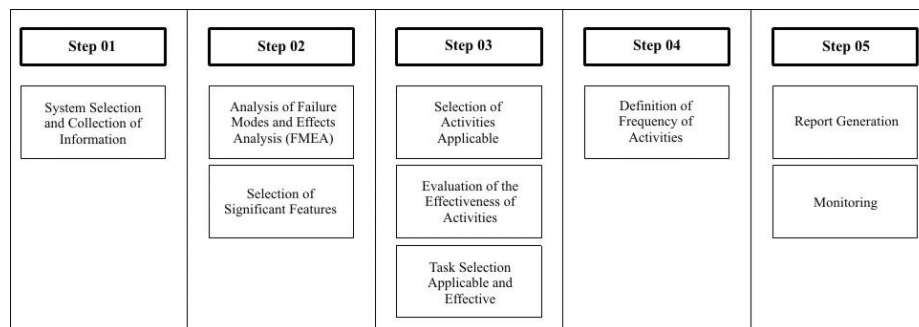 Step 01
System Selection
and Collection of
Information
Step 02
Analysis of Failure
Modes and Effects
Analysis (FMEA)
Selection of
Significant Features
Step 03
Selection of
Activities
Applicable
Evaluation of the
Effectiveness of
Activities
Task Selection
Applicable and
Effective
Step 04
Definition of
Frequency of
Activities
Step 05
Report Generation
Monitoring